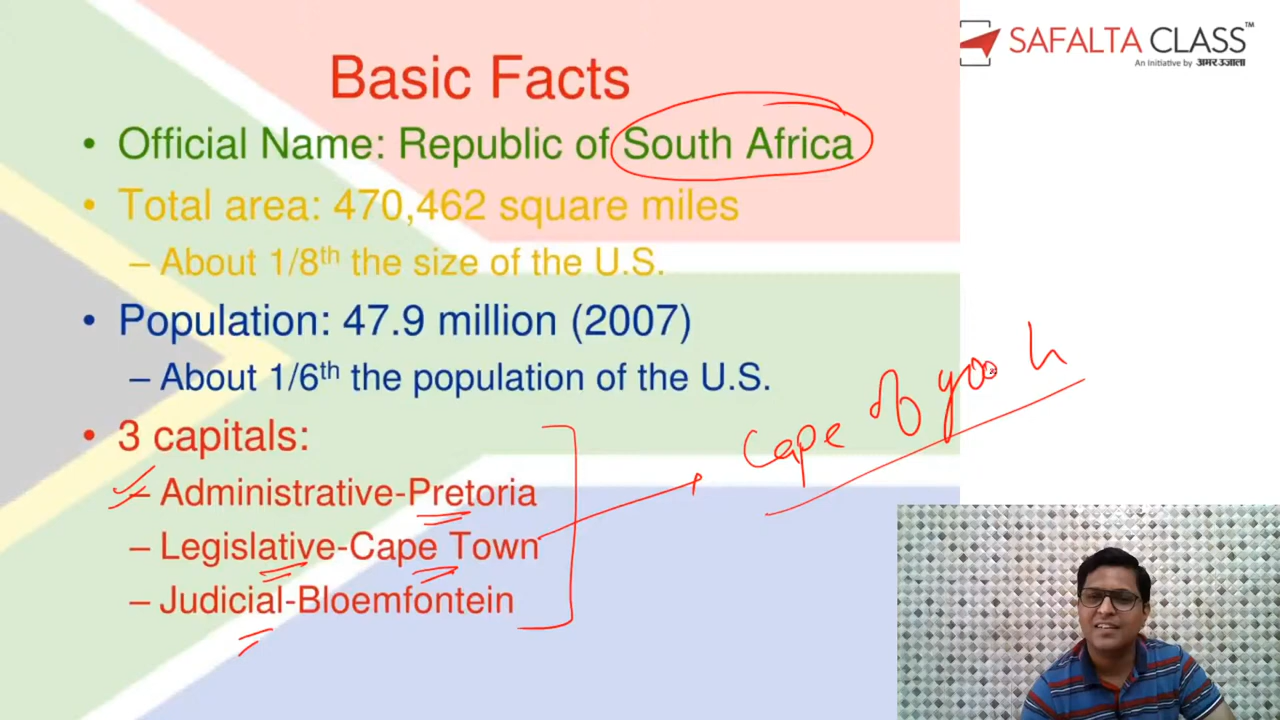 SAFALTA CLASS™
An Initiative by अमर उजाला
Basic Facts
• Official Name: Republic of South Africa
• Total area: 470,462 square miles
– About 1/8th the size of the U.S.
• Population: 47.9 million (2007)
– About 1/6th the population of the U.S.
• 3 capitals:
– Administrative-Pretoria
– Legislative-Cape Town
– Judicial-Bloemfontein
Cape of goo h